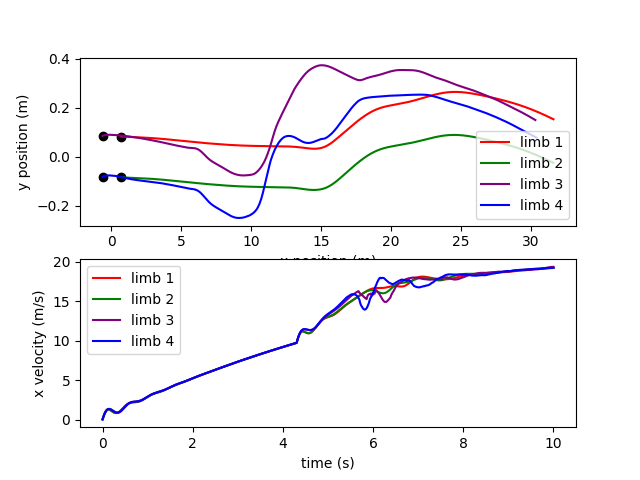 0.4
0.2
0.0
−0.2
y position (m)
limb 1
limb 2
limb 3
limb 4
0 5 10 15 20 25 30
x position (m)
20
15
10
5
0
x velocity (m/s)
limb 1
limb 2
limb 3
limb 4
0 2 4 6 8 10
time (s)